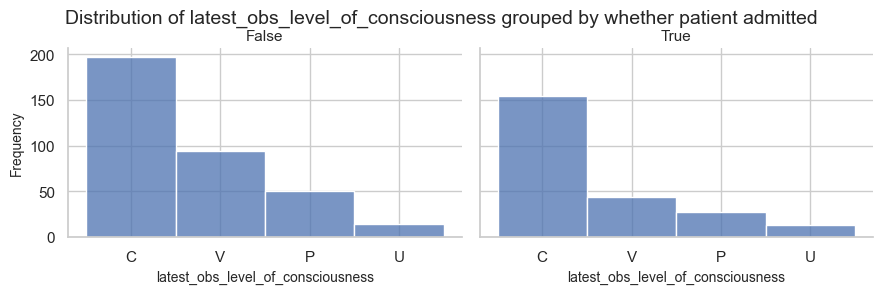 Distribution of latest_obs_level_of_consciousness grouped by whether patient admitted
False
True
Frequency
200
150
100
50
0
C V P U
C V P U
latest_obs_level_of_consciousness
latest_obs_level_of_consciousness